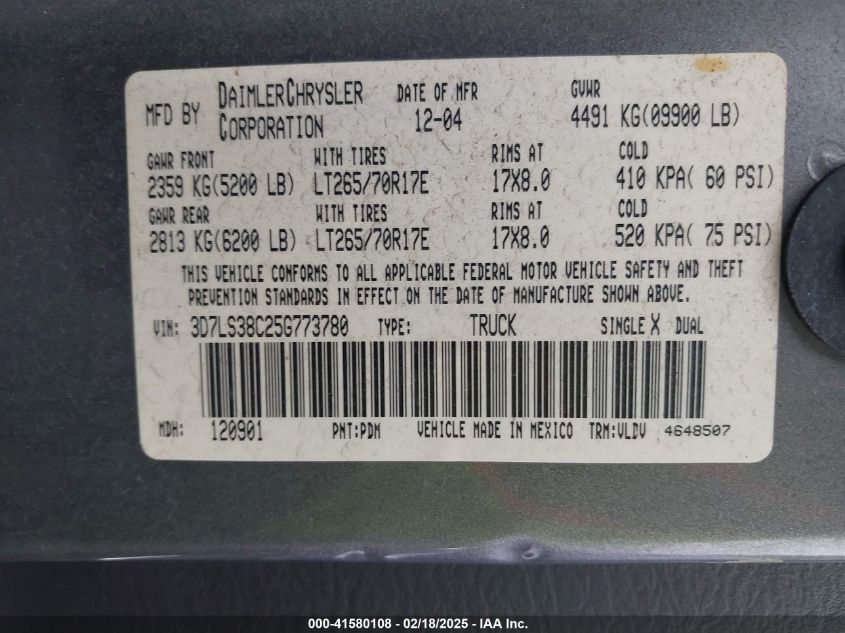 MFD BY DAIMLERCHRYSLER CORPORATION DATE OF MFR 12-04 GVWR 4491 KG(09900 LB)
GAWR FRONT WITH TIRES RIMS AT COLD
2359 KG(5200 LB) LT265/70R17E 17X8.0 410 KPA( 60 PSI)
GAWR REAR WITH TIRES RIMS AT COLD
2813 KG(6200 LB) LT265/70R17E 17X8.0 520 KPA( 75 PSI)
THIS VEHICLE CONFORMS TO ALL APPLICABLE FEDERAL MOTOR VEHICLE SAFETY AND THEFT
PREVENTION STANDARDS IN EFFECT ON THE DATE OF MANUFACTURE SHOWN ABOVE.
VIN: 3D7LS38C25G773780 TYPE: TRUCK SINGLE X DUAL
MDH: 120901 PNT:PDM VEHICLE MADE IN MEXICO TRM:VLDV 4648507
000-41580108 - 02/18/2025 - IAA Inc.